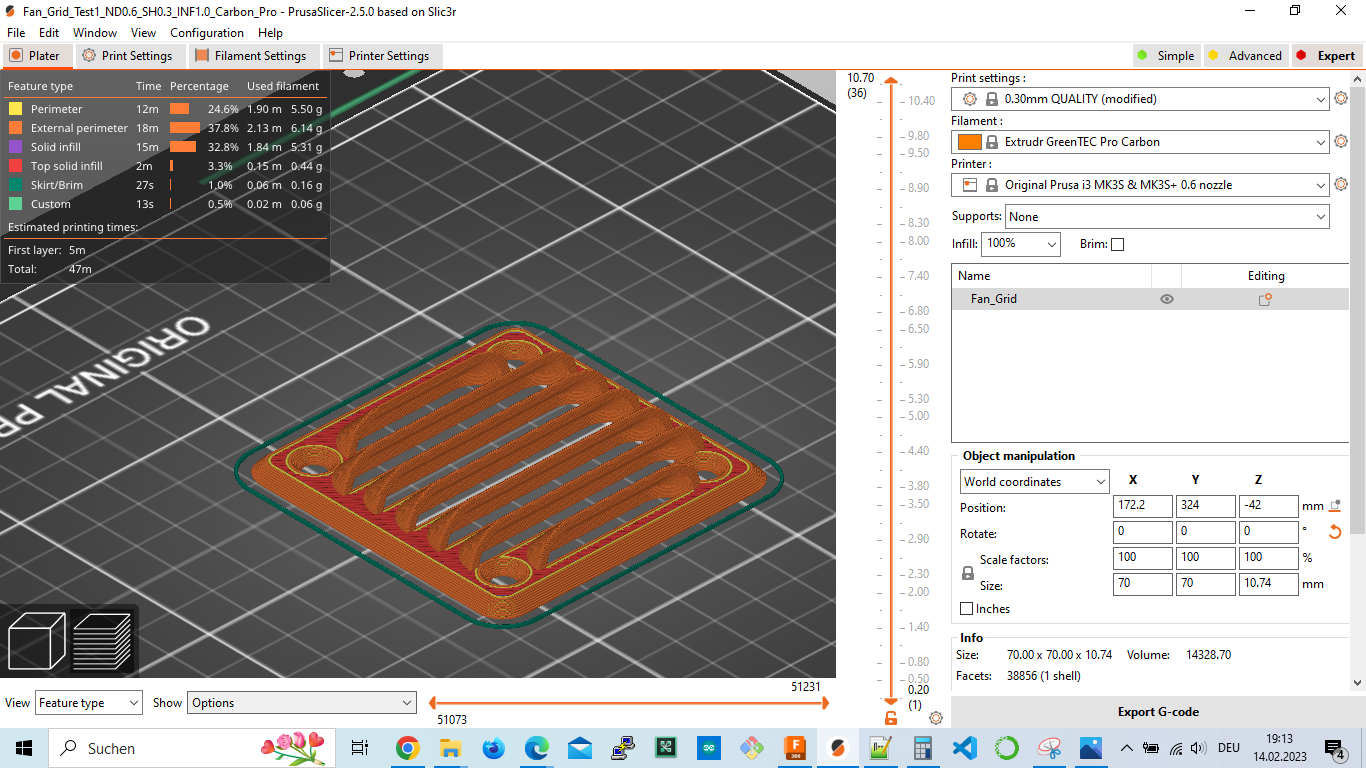 Fan_Grid_Test1_ND0.6_SH0.3_INF1.0_Carbon_Pro - PrusaSlicer-2.5.0 based on Slic3r
File Edit Window View Configuration Help
Plater Print Settings Filament Settings Printer Settings Simple Advanced Expert
Feature type Time Percentage Used filament
Perimeter 12m 24.6% 1.90 m 5.50 g
External perimeter 18m 37.8% 2.13 m 6.14 g
Solid infill 15m 32.8% 1.84 m 5.31 g
Top solid infill 2m 3.3% 0.15 m 0.44 g
Skirt/Brim 27s 1.0% 0.06 m 0.16 g
Custom 13s 0.5% 0.02 m 0.06 g
Estimated printing times:
First layer: 5m
Total: 47m
ORIGINAL PR
10.70
(36)
10.40
9.80
9.50
8.90
8.30
8.00
7.40
6.80
6.50
5.90
5.30
5.00
4.40
3.80
3.50
2.90
2.30
2.00
1.40
0.80
0.50
0.20
(1)
Print settings :
0.30mm QUALITY (modified)
Filament :
Extrudr GreenTEC Pro Carbon
Printer :
Original Prusa i3 MK3S & MK3S+ 0.6 nozzle
Supports: None
Infill: 100% Brim:
Name Editing
Fan_Grid
Object manipulation
World coordinates X Y Z
Position: 172.2 324 -42 mm
Rotate: 0 0 0 °
Scale factors: 100 100 100 %
Size: 70 70 10.74 mm
Inches
Info
Size: 70.00 x 70.00 x 10.74 Volume: 14328.70
Facets: 38856 (1 shell)
Export G-code
View Feature type Show Options
51231
51073
Suchen
DEU
19:13
14.02.2023
4